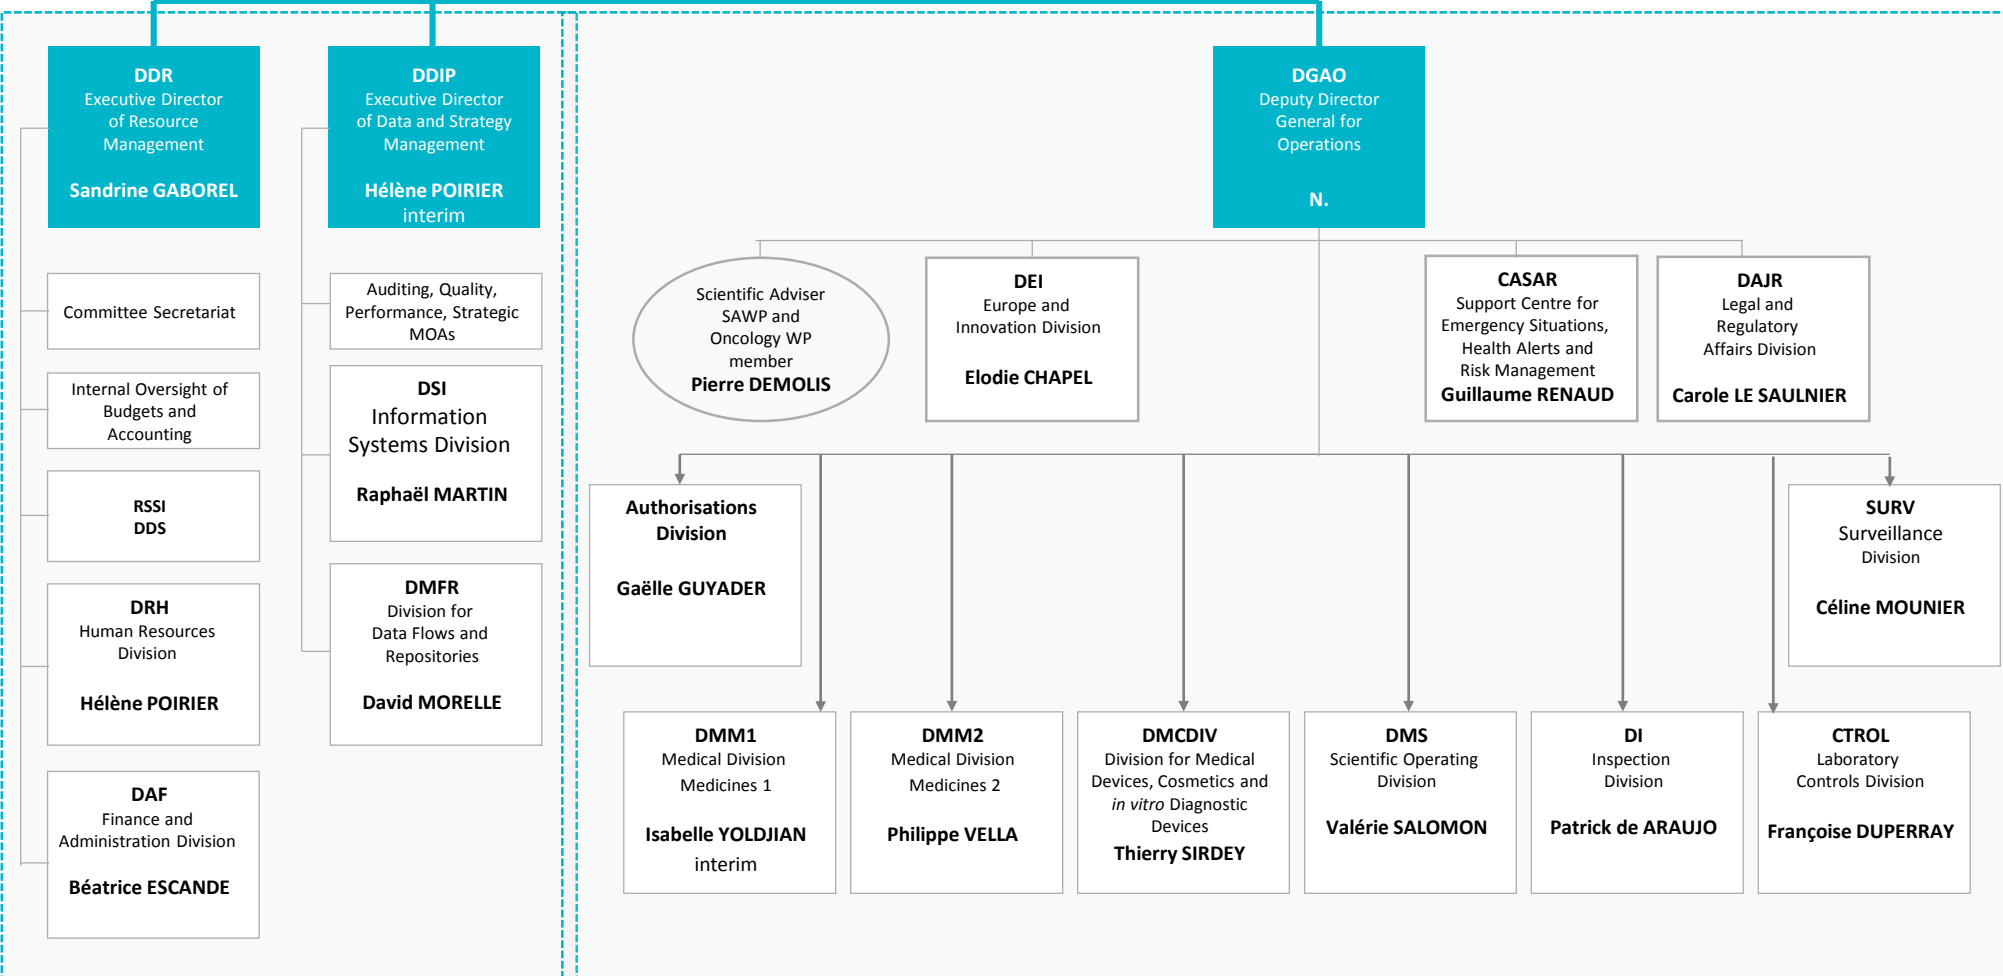 DDR
Executive Director
of Resource
Management
Sandrine GABOREL
DDIP
Executive Director
of Data and Strategy
Management
Hélène POIRIER
interim
DGAO
Deputy Director
General for
Operations
N.
Committee Secretariat
Internal Oversight of
Budgets and
Accounting
RSSI
DDS
DRH
Human Resources
Division
Hélène POIRIER
DAF
Finance and
Administration Division
Béatrice ESCANDE
Auditing, Quality,
Performance, Strategic
MOAs
DSI
Information
Systems Division
Raphaël MARTIN
DMFR
Division for
Data Flows and
Repositories
David MORELLE
Scientific Adviser
SAWP and
Oncology WP
member
Pierre DEMOLIS
DEI
Europe and
Innovation Division
Elodie CHAPEL
CASAR
Support Centre for
Emergency Situations,
Health Alerts and
Risk Management
Guillaume RENAUD
DAJR
Legal and
Regulatory
Affairs Division
Carole LE SAULNIER
Authorisations
Division
Gaëlle GUYADER
SURV
Surveillance
Division
Céline MOUNIER
DMM1
Medical Division
Medicines 1
Isabelle YOLDJIAN
interim
DMM2
Medical Division
Medicines 2
Philippe VELLA
DMCDIV
Division for Medical
Devices, Cosmetics and
in vitro Diagnostic
Devices
Thierry SIRDEY
DMS
Scientific Operating
Division
Valérie SALOMON
DI
Inspection
Division
Patrick de ARAUJO
CTROL
Laboratory
Controls Division
Françoise DUPERRAY